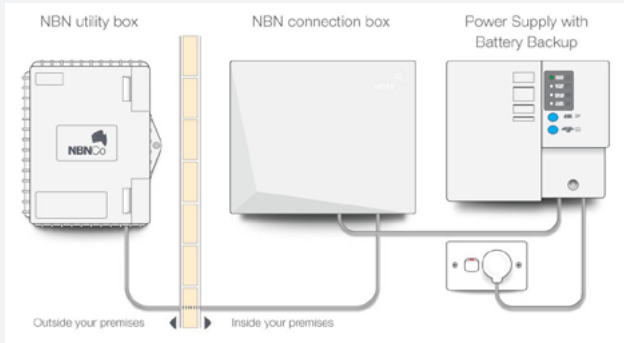 NBN utility box
NBN connection box
Power Supply with
Battery Backup
NBNCo
Outside your premises
Inside your premises